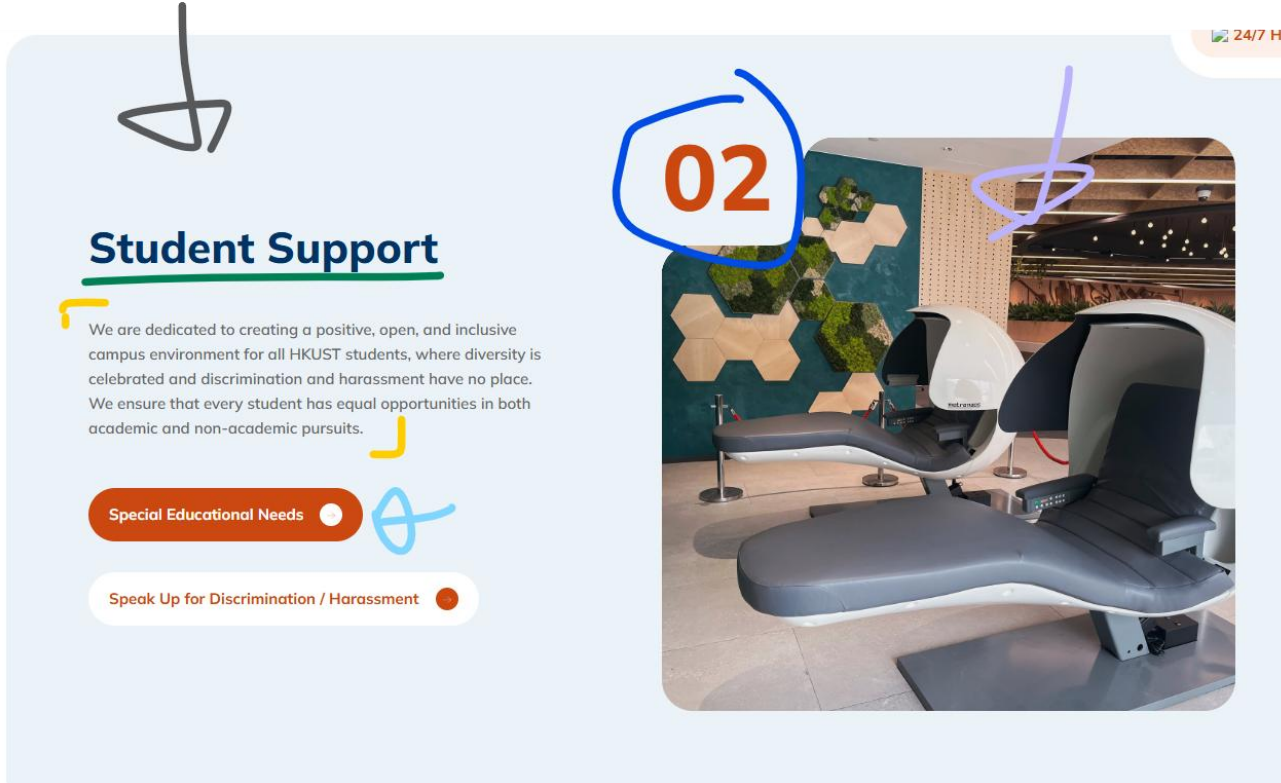 24/7 H
02
Student Support
We are dedicated to creating a positive, open, and inclusive
campus environment for all HKUST students, where diversity is
celebrated and discrimination and harassment have no place.
We ensure that every student has equal opportunities in both
academic and non-academic pursuits.
Special Educational Needs
Speak Up for Discrimination / Harassment